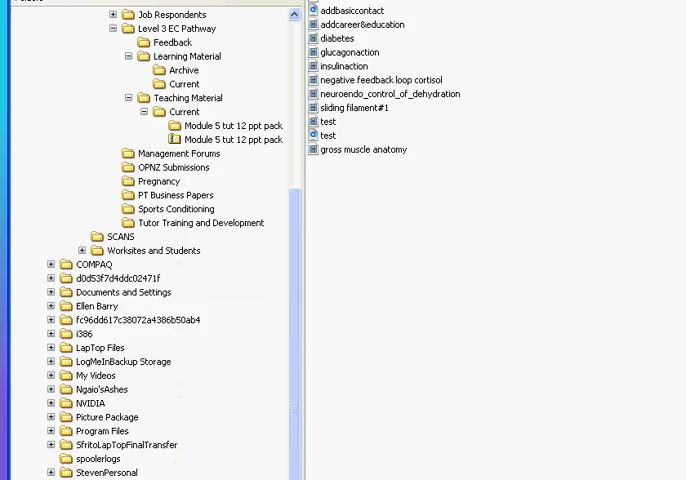 Job Respondents
Level 3 EC Pathway
Feedback
Learning Material
Archive
Current
Teaching Material
Current
Module 5 tut 12 ppt pack
Module 5 tut 12 ppt pack
Management Forums
OPNZ Submissions
Pregnancy
PT Business Papers
Sports Conditioning
Tutor Training and Development
SCANS
Worksites and Students
COMPAQ
d0d53f7d4ddc02471f
Documents and Settings
Ellen Barry
fc96dd617c38072a4386b50ab4
i386
LapTop Files
LogMeInBackup Storage
My Videos
Ngaio'sAshes
NVIDIA
Picture Package
Program Files
SfritoLapTopFinalTransfer
spoolerlogs
StevenPersonal
addbasiccontact
addcareer&education
diabetes
glucagonaction
insulinaction
negative feedback loop cortisol
neuroendo_control_of_dehydration
sliding filament#1
test
test
gross muscle anatomy